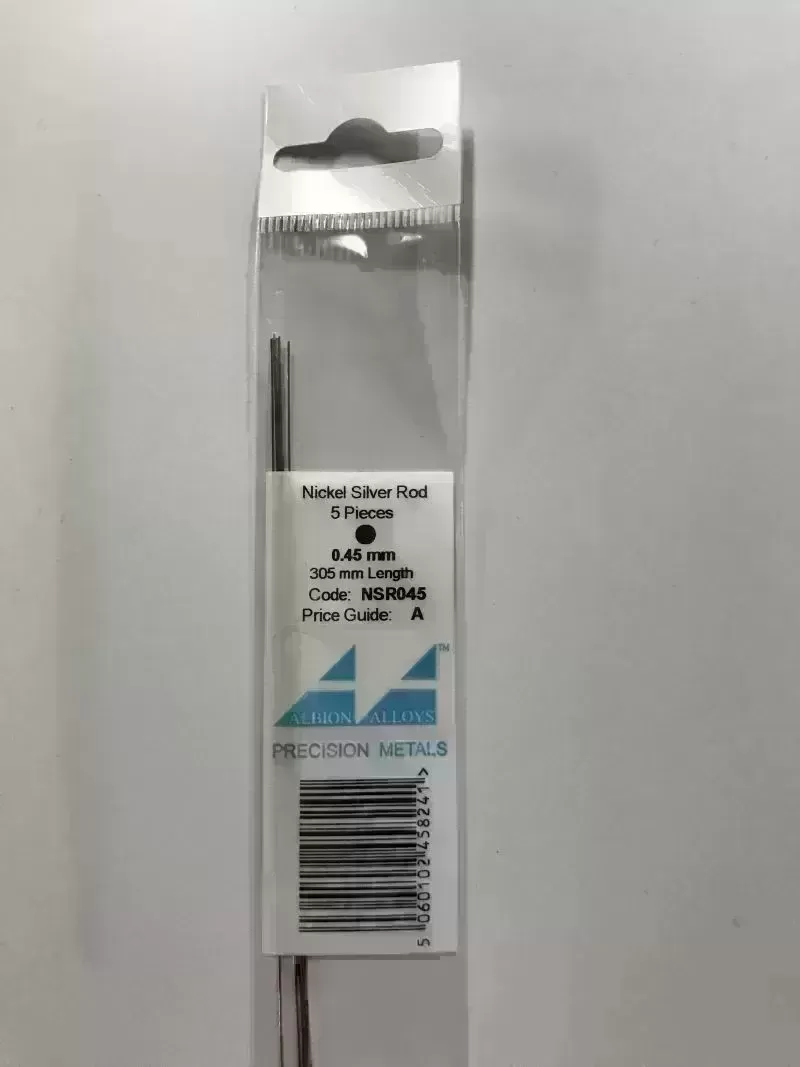 Nickel Silver Rod
5 Pieces
0.45 mm
305 mm Length
Code: NSR045
Price Guide: A
TM
ALBION ALLOYS
PRECISION METALS
5 060102 458241 >